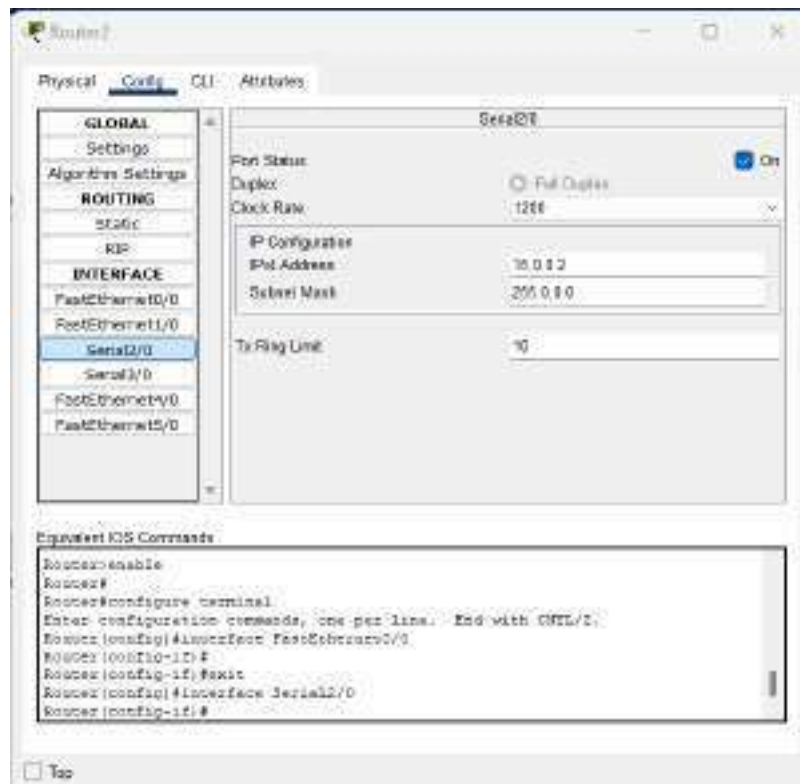 Router2
Physical Config CLI Attributes
GLOBAL
Settings
Algorithm Settings
ROUTING
Static
RIP
INTERFACE
FastEthernet0/0
FastEthernet1/0
Serial2/0
Serial3/0
FastEthernet4/0
FastEthernet5/0
Serial2/0
Port Status On
Duplex Full Duplex
Clock Rate 1200
IP Configuration
IPv4 Address
Subnet Mask 255.0.0.0
Tx Ring Limit 10
Equivalent IOS Commands
Router>enable
Router#
Router#configure terminal
Enter configuration commands, one per line. End with CNTL/Z.
Router(config)#interface FastEthernet0/0
Router(config-if)#
Router(config-if)#exit
Router(config)#interface Serial2/0
Router(config-if)#
Top